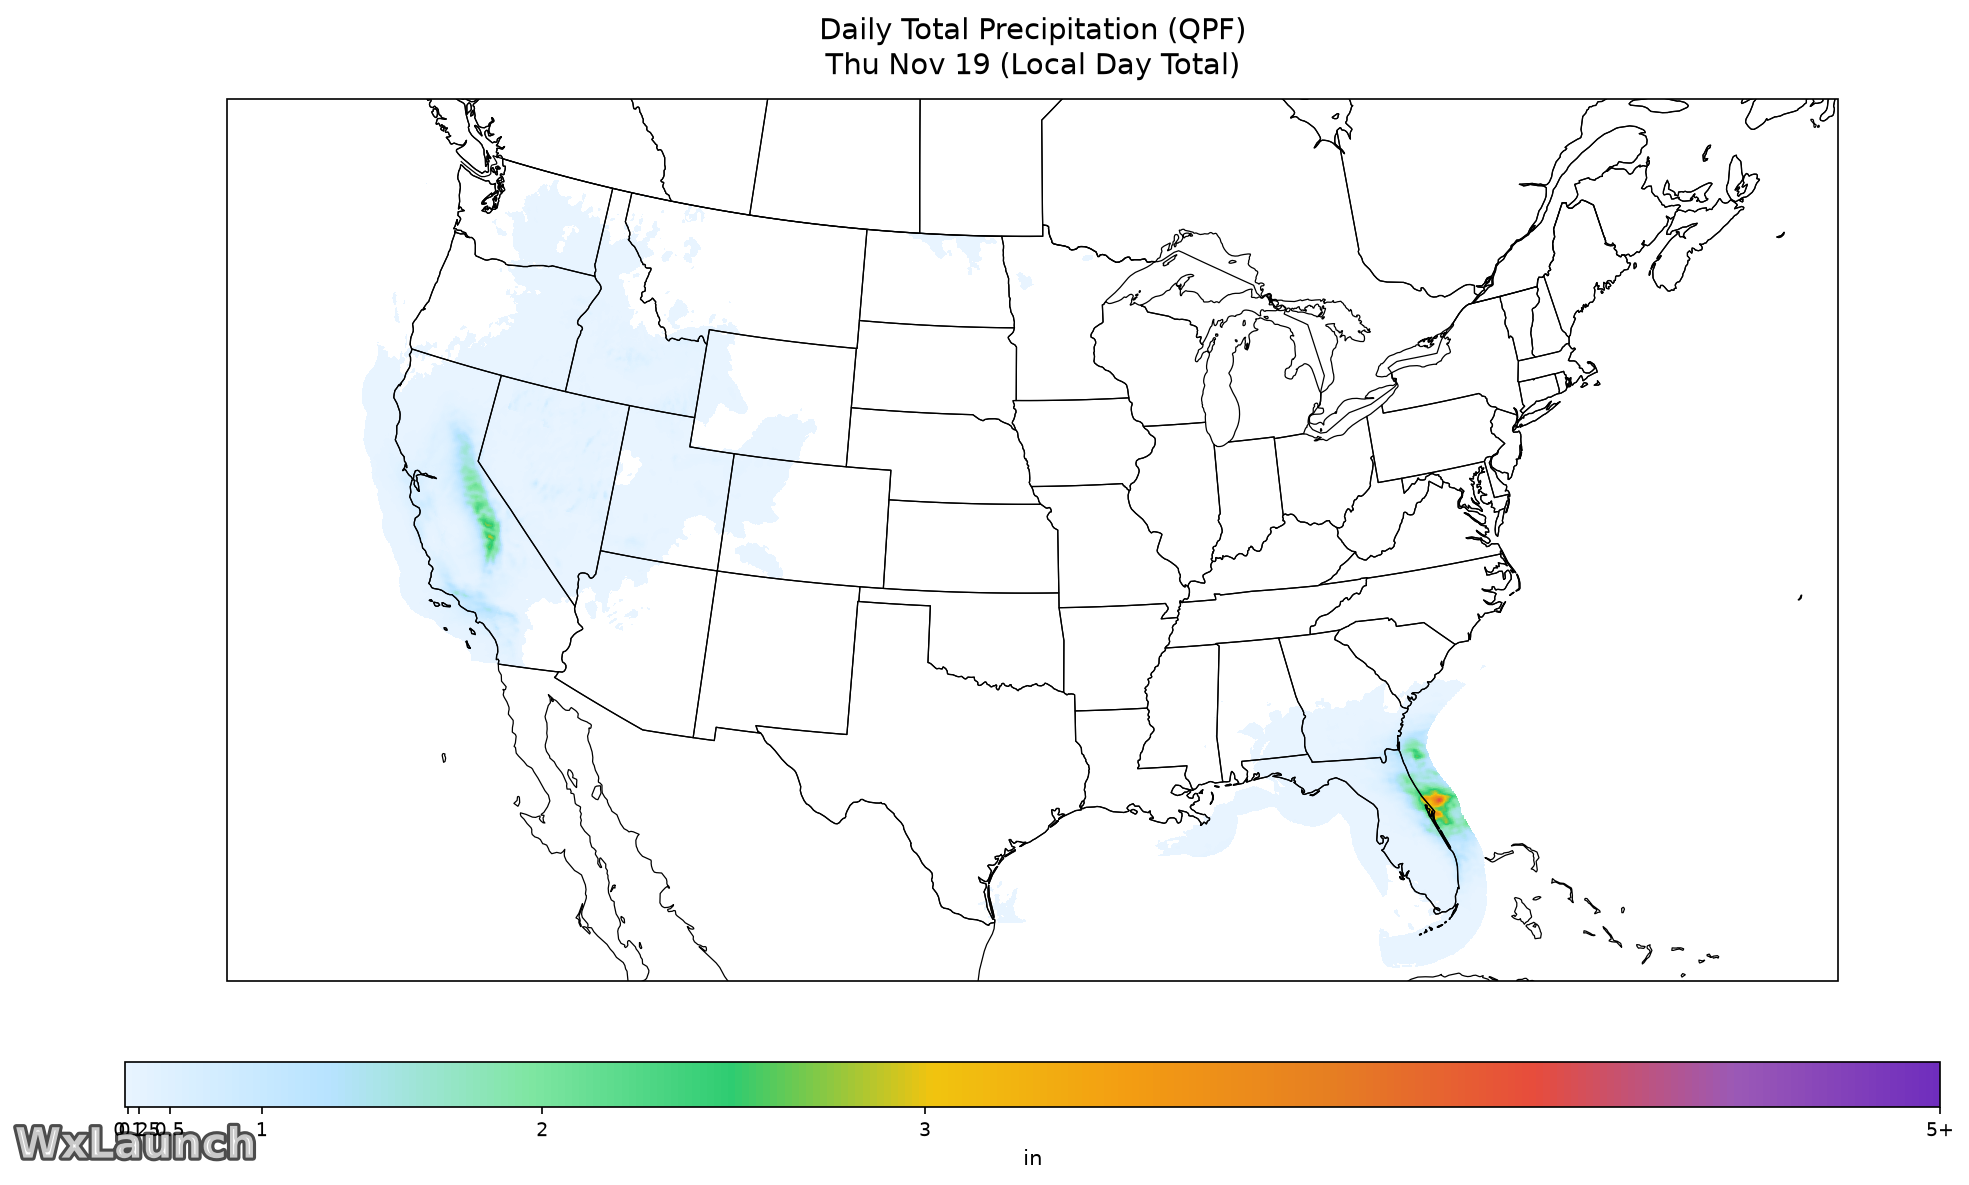 Daily Total Precipitation (QPF)
Thu Nov 19 (Local Day Total)
1 2 3 5+
in
WxLaunch